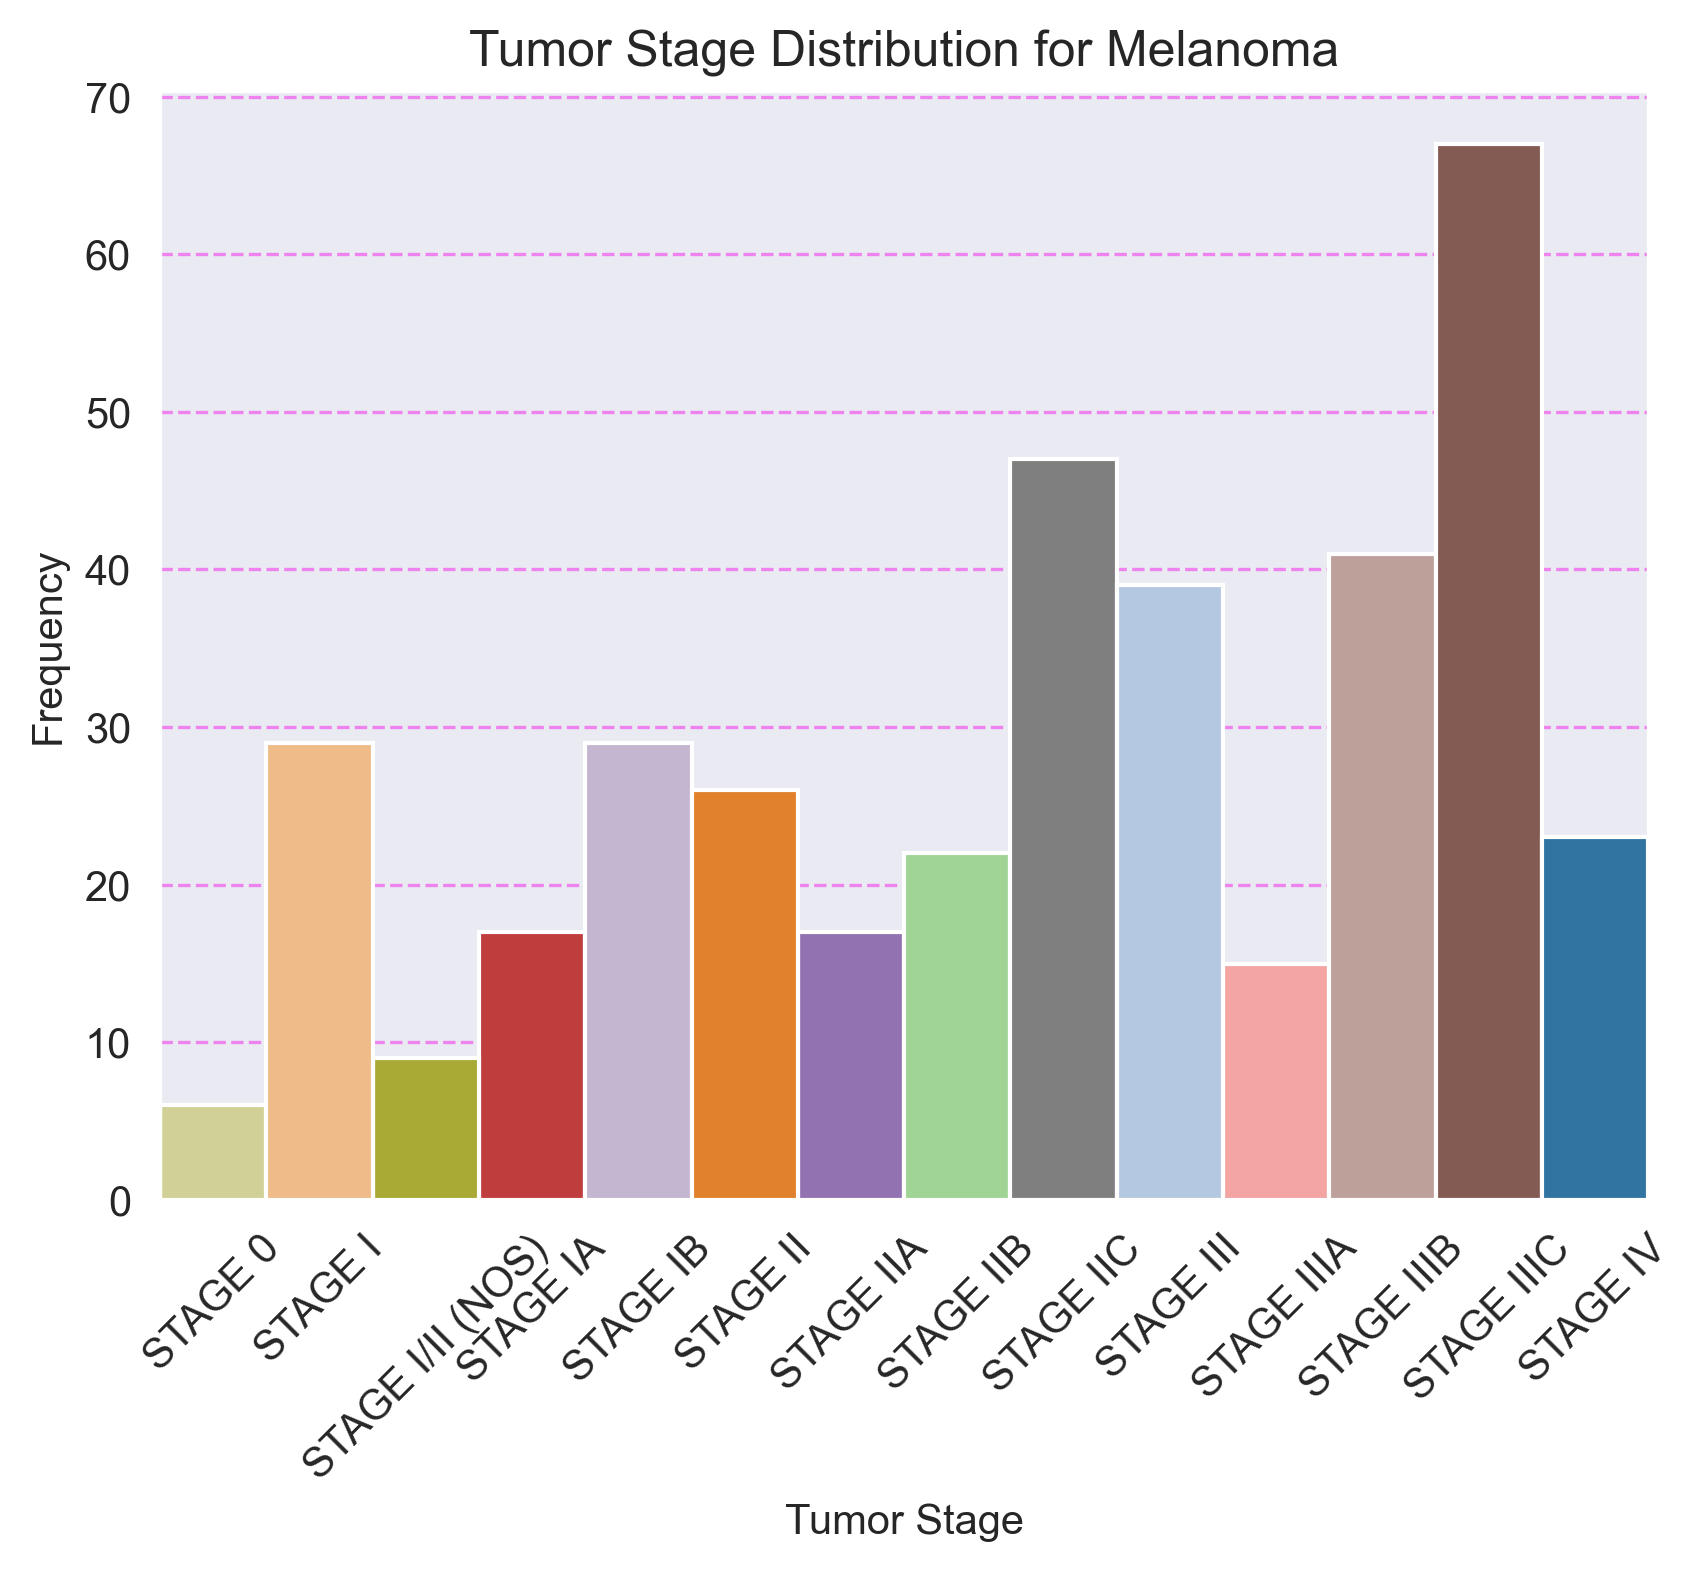 Tumor Stage Distribution for Melanoma
70
60
50
40
30
20
10
0
Frequency
STAGE 0
STAGE I
STAGE I/II (NOS)
STAGE IA
STAGE IB
STAGE II
STAGE IIA
STAGE IIB
STAGE IIC
STAGE III
STAGE IIIA
STAGE IIIB
STAGE IIIC
STAGE IV
Tumor Stage